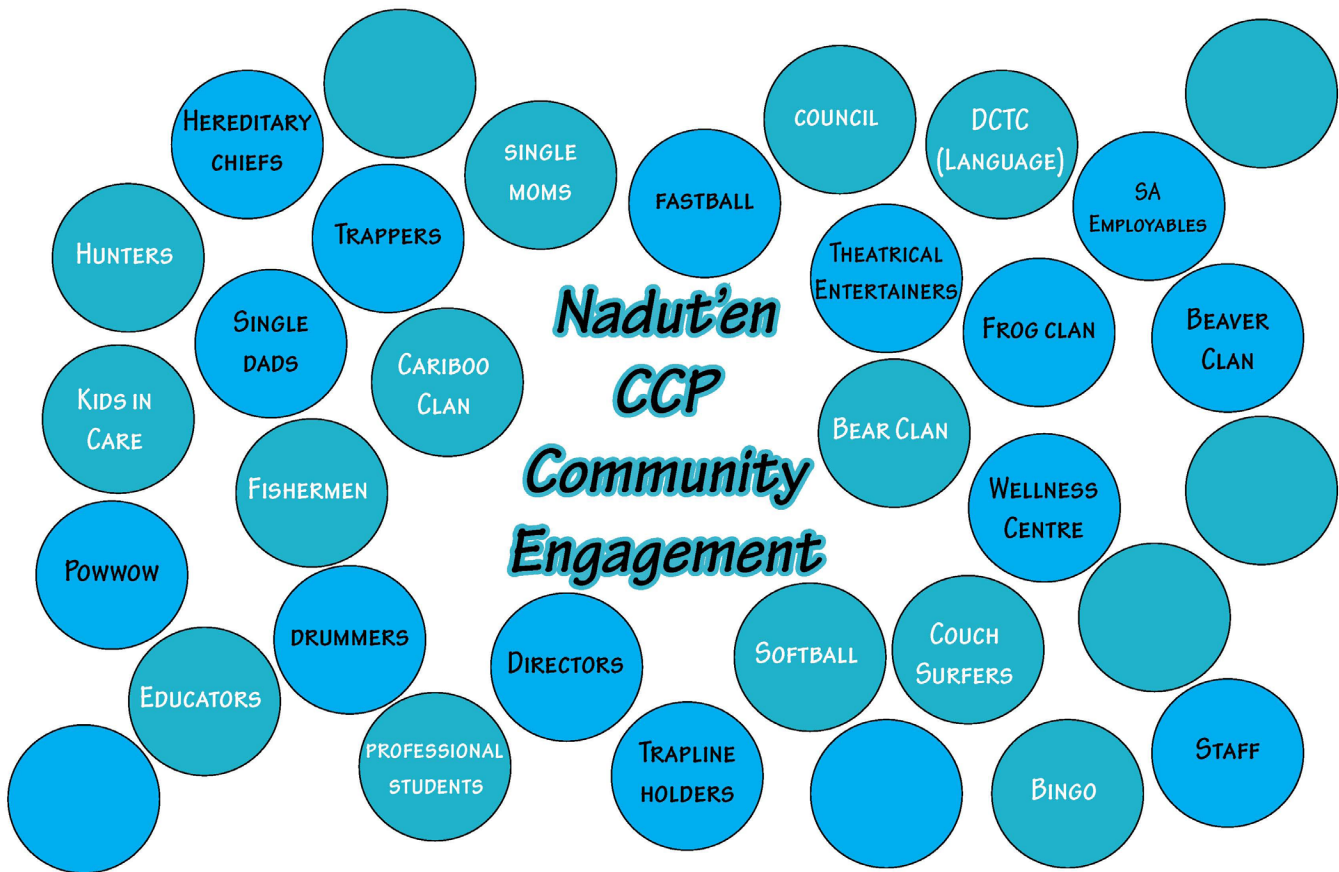 HEREDITARY
CHIEFS
SINGLE
MOMS
FASTBALL
COUNCIL
DCTC
(LANGUAGE)
SA
EMPLOYABLES
HUNTERS
TRAPPERS
THEATRICAL
ENTERTAINERS
FROG CLAN
BEAVER
CLAN
SINGLE
DADS
CARIBOO
CLAN
Nadut'en
CCP
Community
Engagement
KIDS IN
CARE
BEAR CLAN
FISHERMEN
WELLNESS
CENTRE
POWWOW
DRUMMERS
DIRECTORS
SOFTBALL
COUCH
SURFERS
EDUCATORS
PROFESSIONAL
STUDENTS
TRAPLINE
HOLDERS
BINGO
STAFF